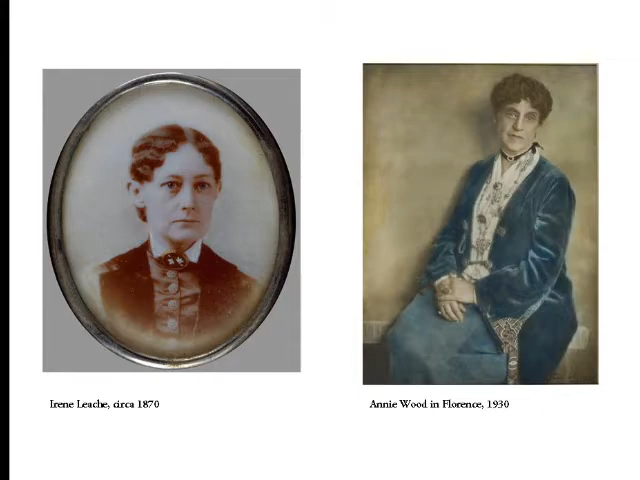 Irene Leache, circa 1870
Annie Wood in Florence, 1930